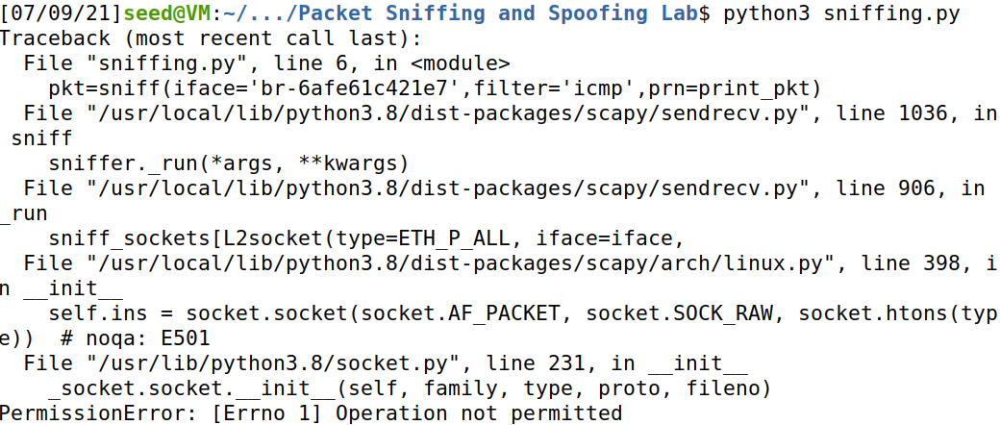 [07/09/21]seed@VM:~/.../Packet Sniffing and Spoofing Lab$ python3 sniffing.py
Traceback (most recent call last):
  File "sniffing.py", line 6, in <module>
    pkt=sniff(iface='br-6afe61c421e7',filter='icmp',prn=print_pkt)
  File "/usr/local/lib/python3.8/dist-packages/scapy/sendrecv.py", line 1036, in
 sniff
    sniffer._run(*args, **kwargs)
  File "/usr/local/lib/python3.8/dist-packages/scapy/sendrecv.py", line 906, in
_run
    sniff_sockets[L2socket(type=ETH_P_ALL, iface=iface,
  File "/usr/local/lib/python3.8/dist-packages/scapy/arch/linux.py", line 398, i
n __init__
    self.ins = socket.socket(socket.AF_PACKET, socket.SOCK_RAW, socket.htons(typ
e))  # noqa: E501
  File "/usr/lib/python3.8/socket.py", line 231, in __init__
    _socket.socket.__init__(self, family, type, proto, fileno)
PermissionError: [Errno 1] Operation not permitted